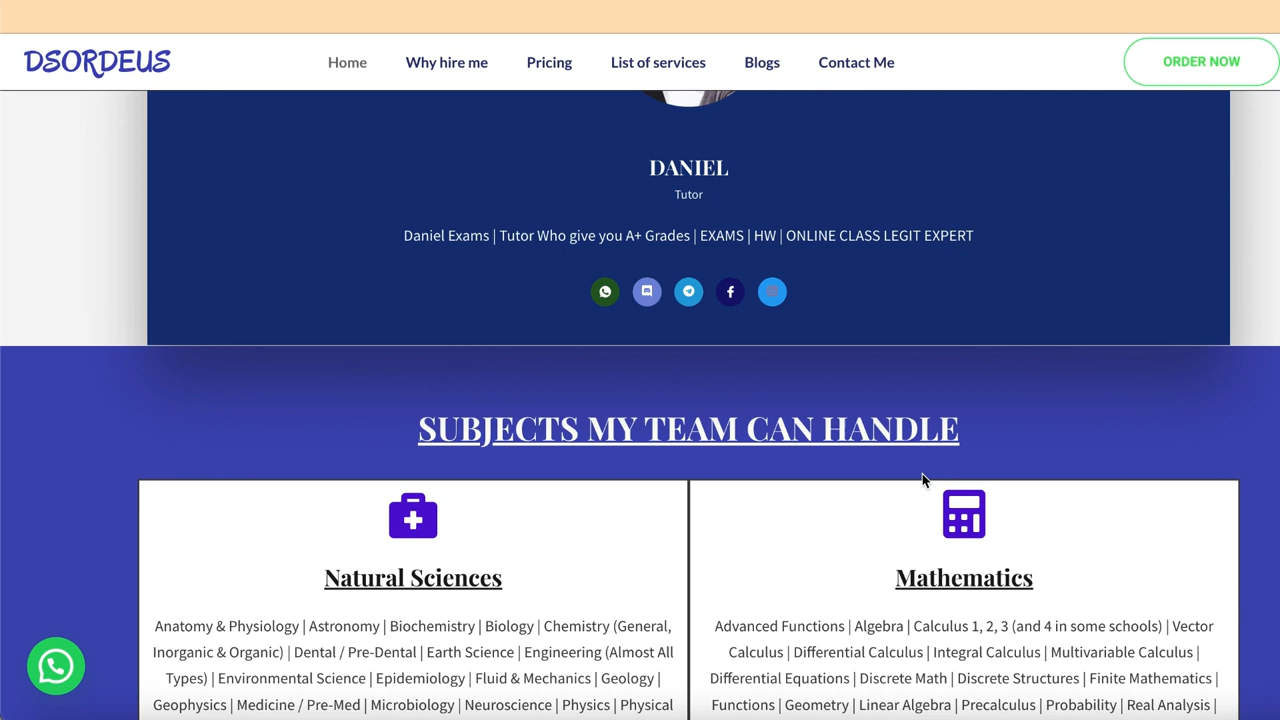 DSORDEUS
Home Why hire me Pricing List of services Blogs Contact Me ORDER NOW
DANIEL
Tutor
Daniel Exams | Tutor Who give you A+ Grades | EXAMS | HW | ONLINE CLASS LEGIT EXPERT
SUBJECTS MY TEAM CAN HANDLE
Natural Sciences
Anatomy & Physiology | Astronomy | Biochemistry | Biology | Chemistry (General,
Inorganic & Organic) | Dental / Pre-Dental | Earth Science | Engineering (Almost All
Types) | Environmental Science | Epidemiology | Fluid & Mechanics | Geology |
Geophysics | Medicine / Pre-Med | Microbiology | Neuroscience | Physics | Physical
Mathematics
Advanced Functions | Algebra | Calculus 1, 2, 3 (and 4 in some schools) | Vector
Calculus | Differential Calculus | Integral Calculus | Multivariable Calculus |
Differential Equations | Discrete Math | Discrete Structures | Finite Mathematics |
Functions | Geometry | Linear Algebra | Precalculus | Probability | Real Analysis |